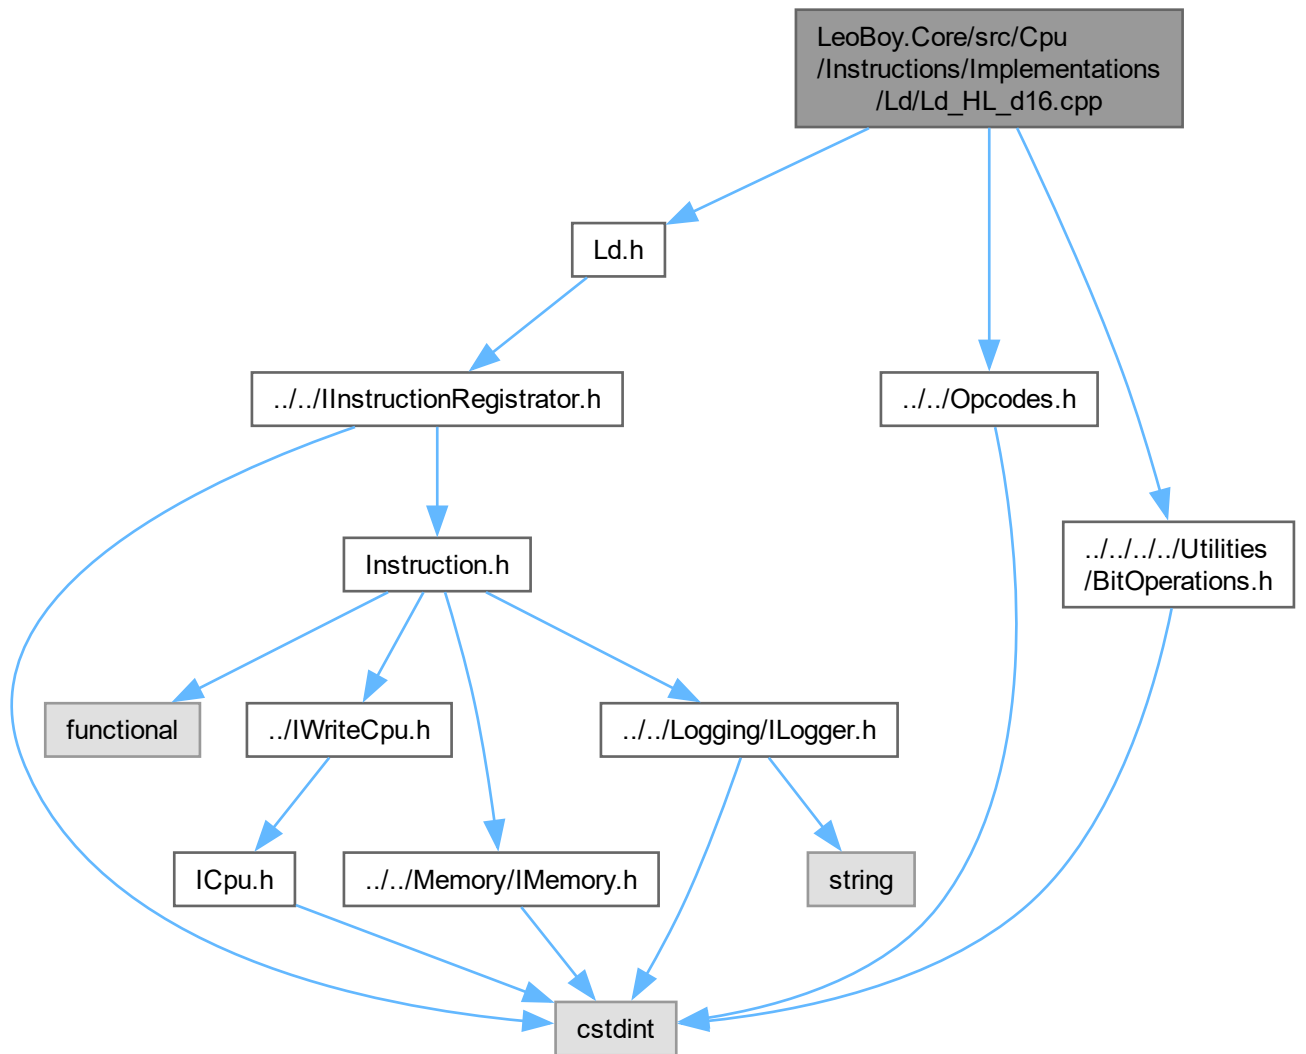 LeoBoy.Core/src/Cpu
/Instructions/Implementations
/Ld/Ld_HL_d16.cpp
Ld.h
../../IInstructionRegistrator.h
../../Opcodes.h
../../../../Utilities
/BitOperations.h
Instruction.h
functional
../IWriteCpu.h
../../Logging/ILogger.h
ICpu.h
../../Memory/IMemory.h
string
cstdint